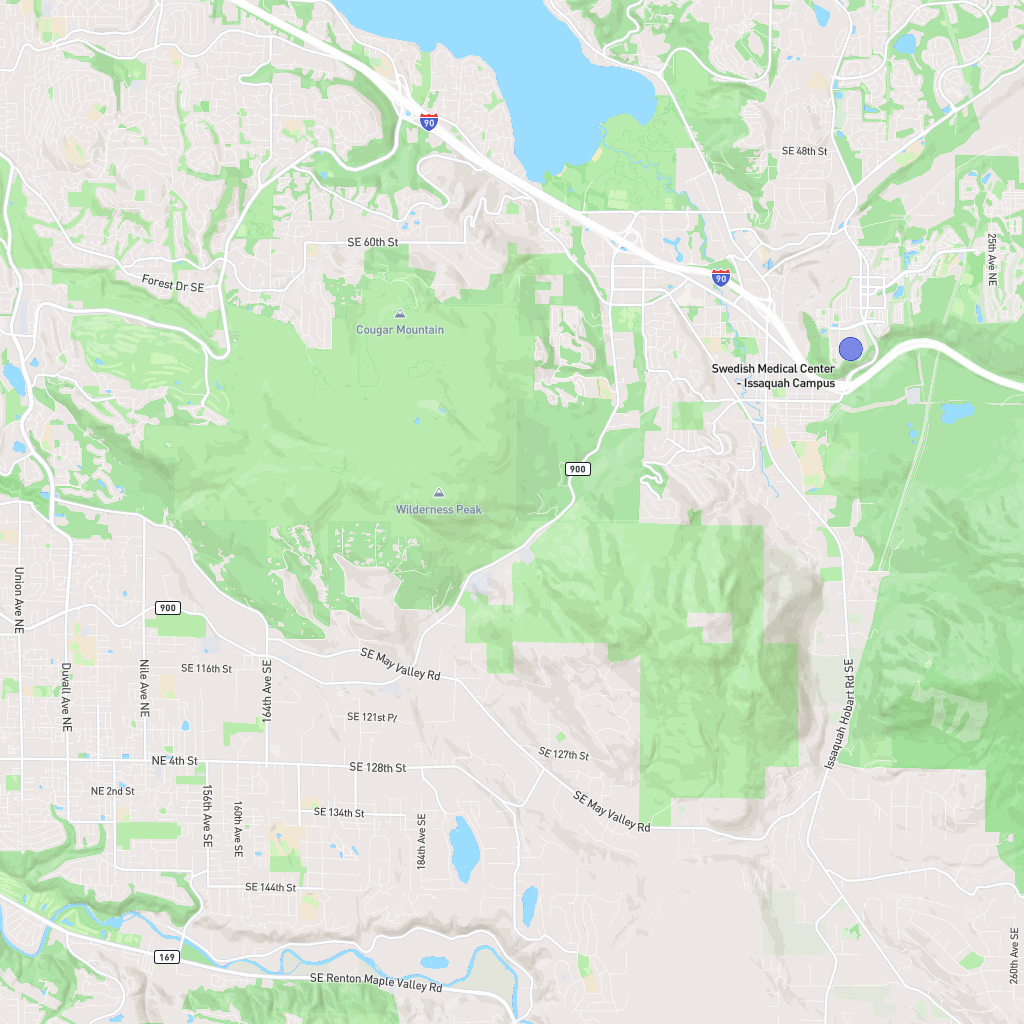 90
SE 48th St
SE 60th St
25th Ave NE
Forest Dr SE
90
Cougar Mountain
Swedish Medical Center
- Issaquah Campus
900
Wilderness Peak
Union Ave NE
900
SE May Valley Rd
SE 116th St
Duvall Ave NE
Nile Ave NE
164th Ave SE
Issaquah Hobart Rd SE
SE 121st P/
SE 127th St
NE 4th St
SE 128th St
NE 2nd St
156th Ave SE
160th Ave SE
SE 134th St
184th Ave SE
SE May Valley Rd
SE 144th St
260th Ave SE
169
SE Renton Maple Valley Rd